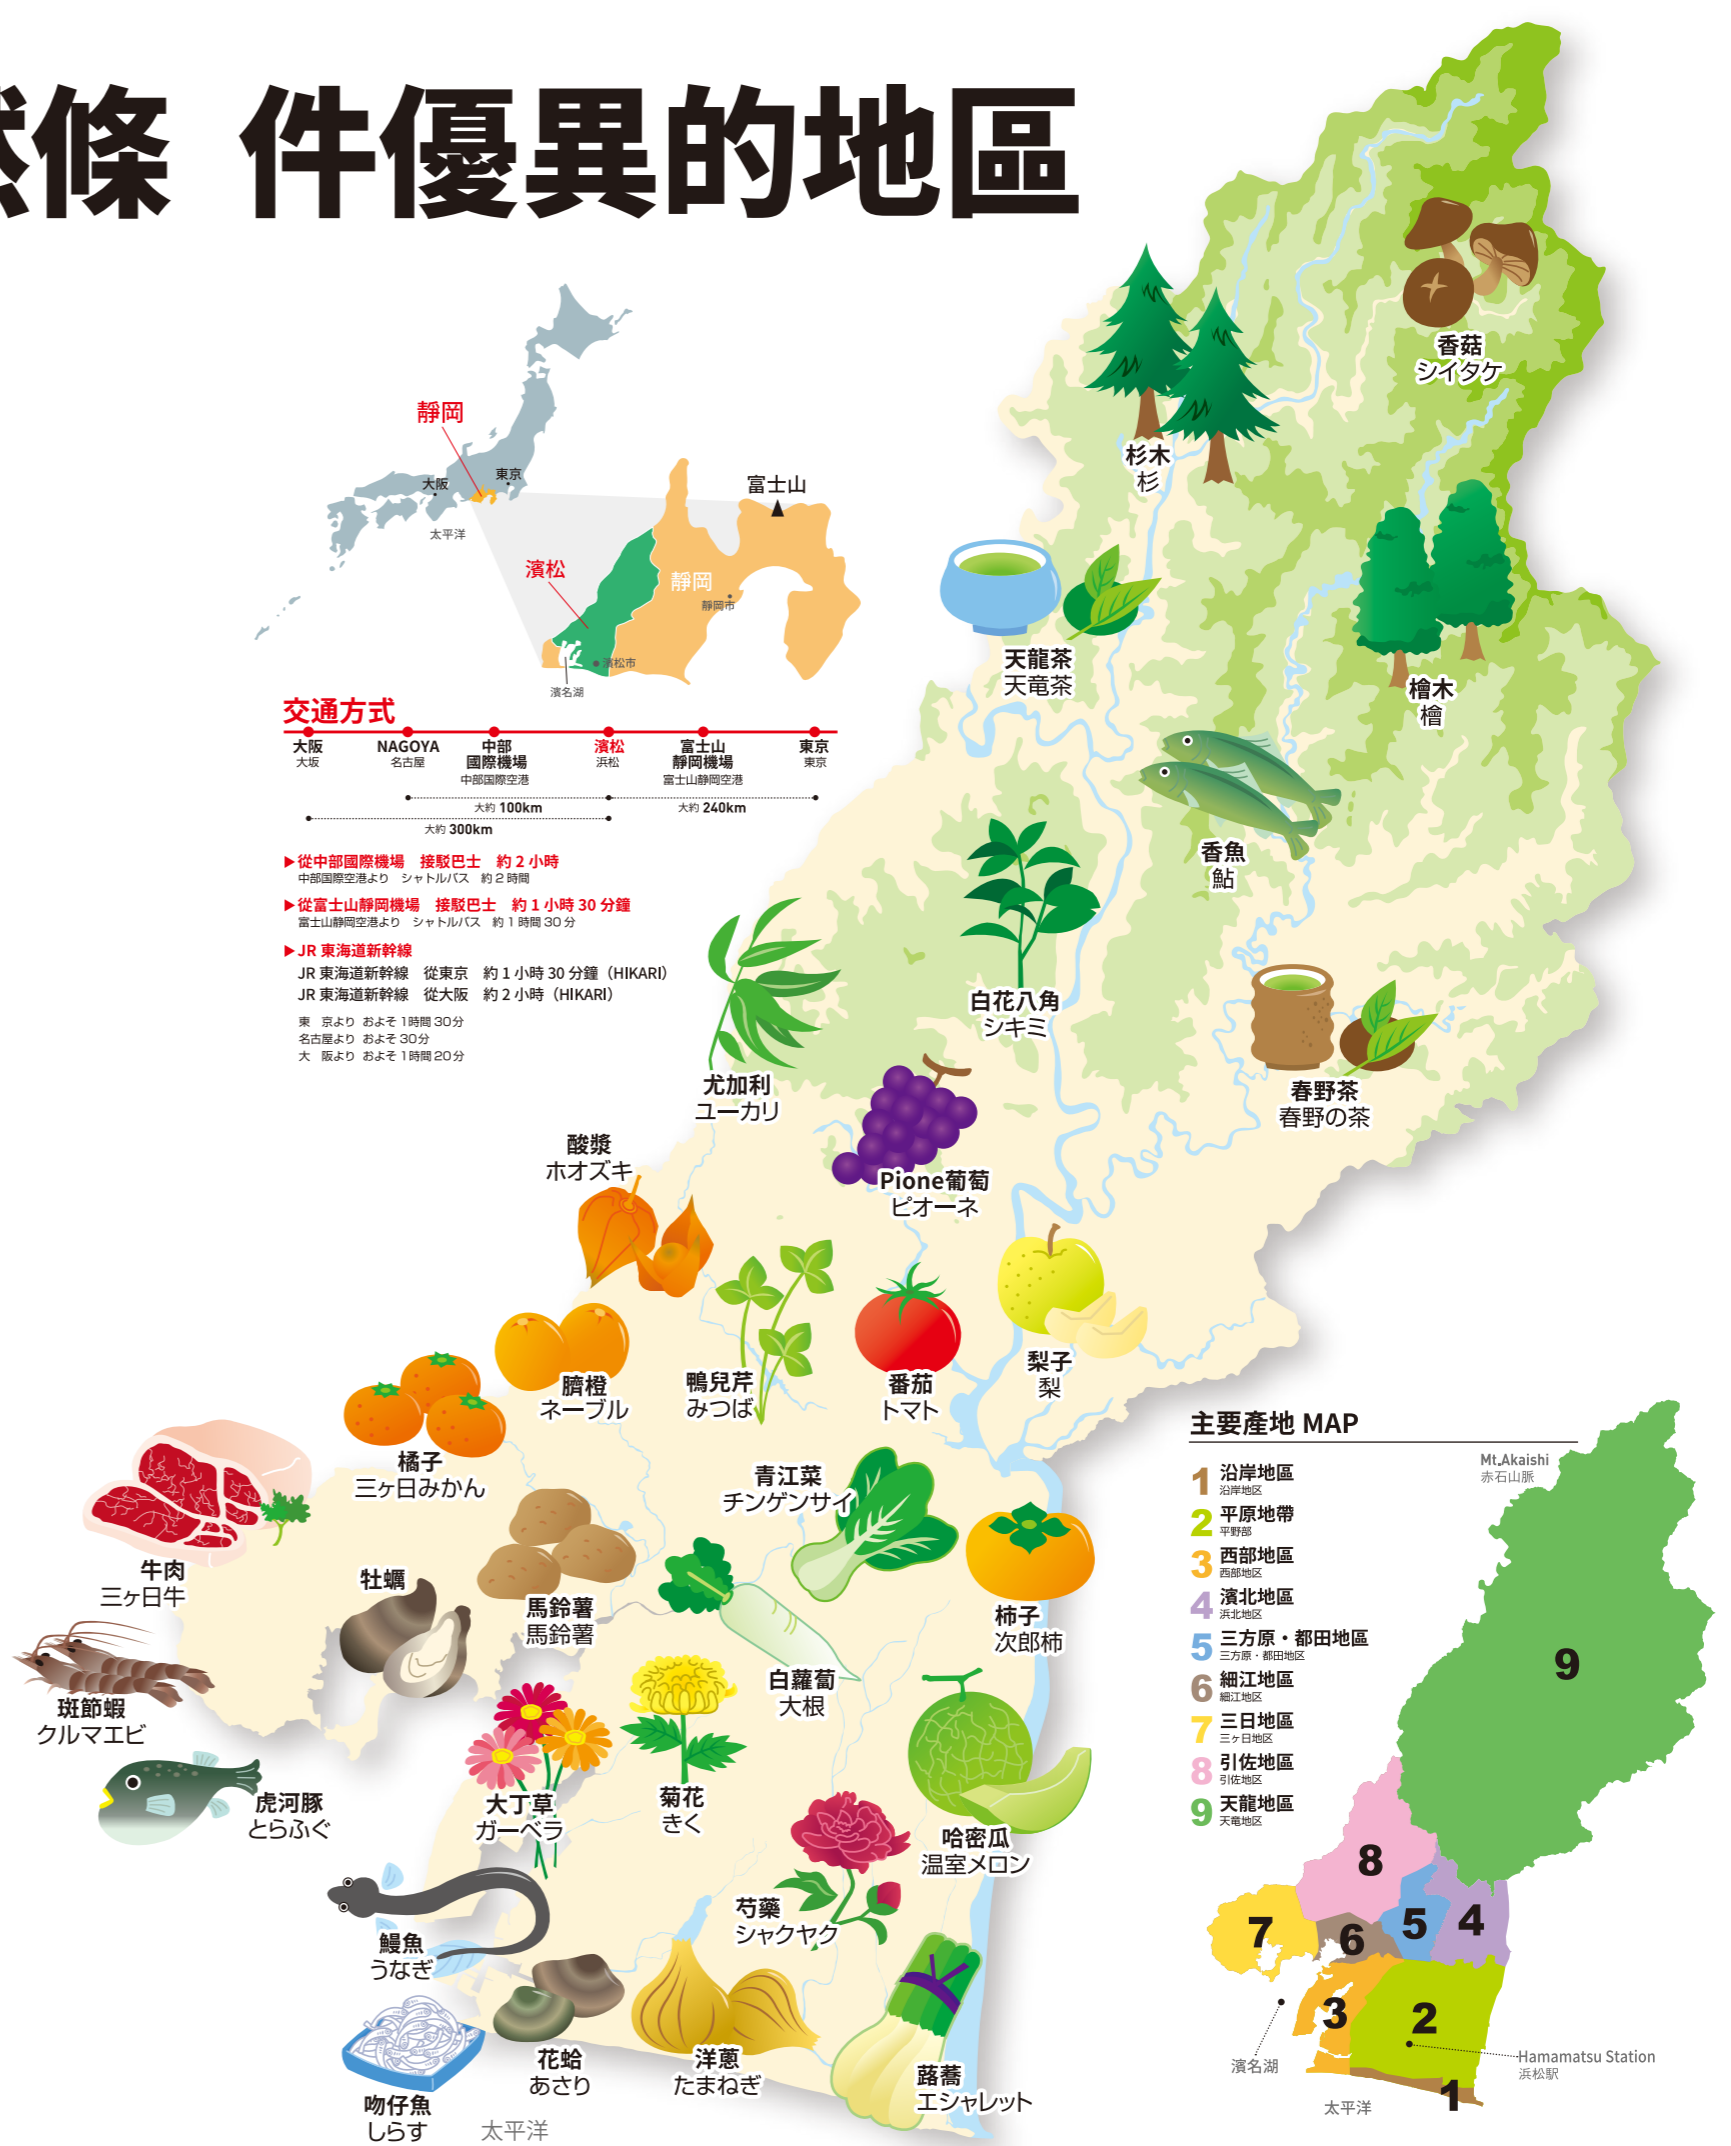 條 件優異的地區
靜岡
東京
大阪
太平洋
富士山
濱松
靜岡
靜岡市
濱松市
濱名湖
交通方式
大阪
大坂
NAGOYA
名古屋
中部
國際機場
中部国際空港
濱松
浜松
富士山
靜岡機場
富士山静岡空港
東京
東京
大約 100km
大約 240km
大約 300km
▶從中部國際機場 接駁巴士 約 2 小時
中部国際空港より シャトルバス 約 2 時間
▶從富士山靜岡機場 接駁巴士 約 1 小時 30 分鐘
富士山静岡空港より シャトルバス 約 1 時間 30 分
▶JR 東海道新幹線
JR 東海道新幹線 從東京 約 1 小時 30 分鐘（HIKARI）
JR 東海道新幹線 從大阪 約 2 小時（HIKARI）
東 京より およそ 1時間 30分
名古屋より およそ 30分
大 阪より およそ 1時間 20分
香菇
シイタケ
杉木
杉
天龍茶
天竜茶
檜木
檜
香魚
鮎
白花八角
シキミ
春野茶
春野の茶
尤加利
ユーカリ
酸漿
ホオズキ
Pione葡萄
ピオーネ
臍橙
ネーブル
鴨兒芹
みつば
番茄
トマト
梨子
梨
橘子
三ヶ日みかん
青江菜
チンゲンサイ
牛肉
三ヶ日牛
牡蠣
馬鈴薯
馬鈴薯
柿子
次郎柿
白蘿蔔
大根
斑節蝦
クルマエビ
虎河豚
とらふぐ
大丁草
ガーベラ
菊花
きく
哈密瓜
温室メロン
芍藥
シャクヤク
鰻魚
うなぎ
花蛤
あさり
洋蔥
たまねぎ
蕗蕎
エシャレット
吻仔魚
しらす
太平洋
主要產地 MAP
1 沿岸地區
沿岸地区
2 平原地帶
平野部
3 西部地區
西部地区
4 濱北地區
浜北地区
5 三方原・都田地區
三方原・都田地区
6 細江地區
細江地区
7 三日地區
三ヶ日地区
8 引佐地區
引佐地区
9 天龍地區
天竜地区
Mt.Akaishi
赤石山脈
9
8
7
6
5
4
3
2
1
濱名湖
Hamamatsu Station
浜松駅
太平洋